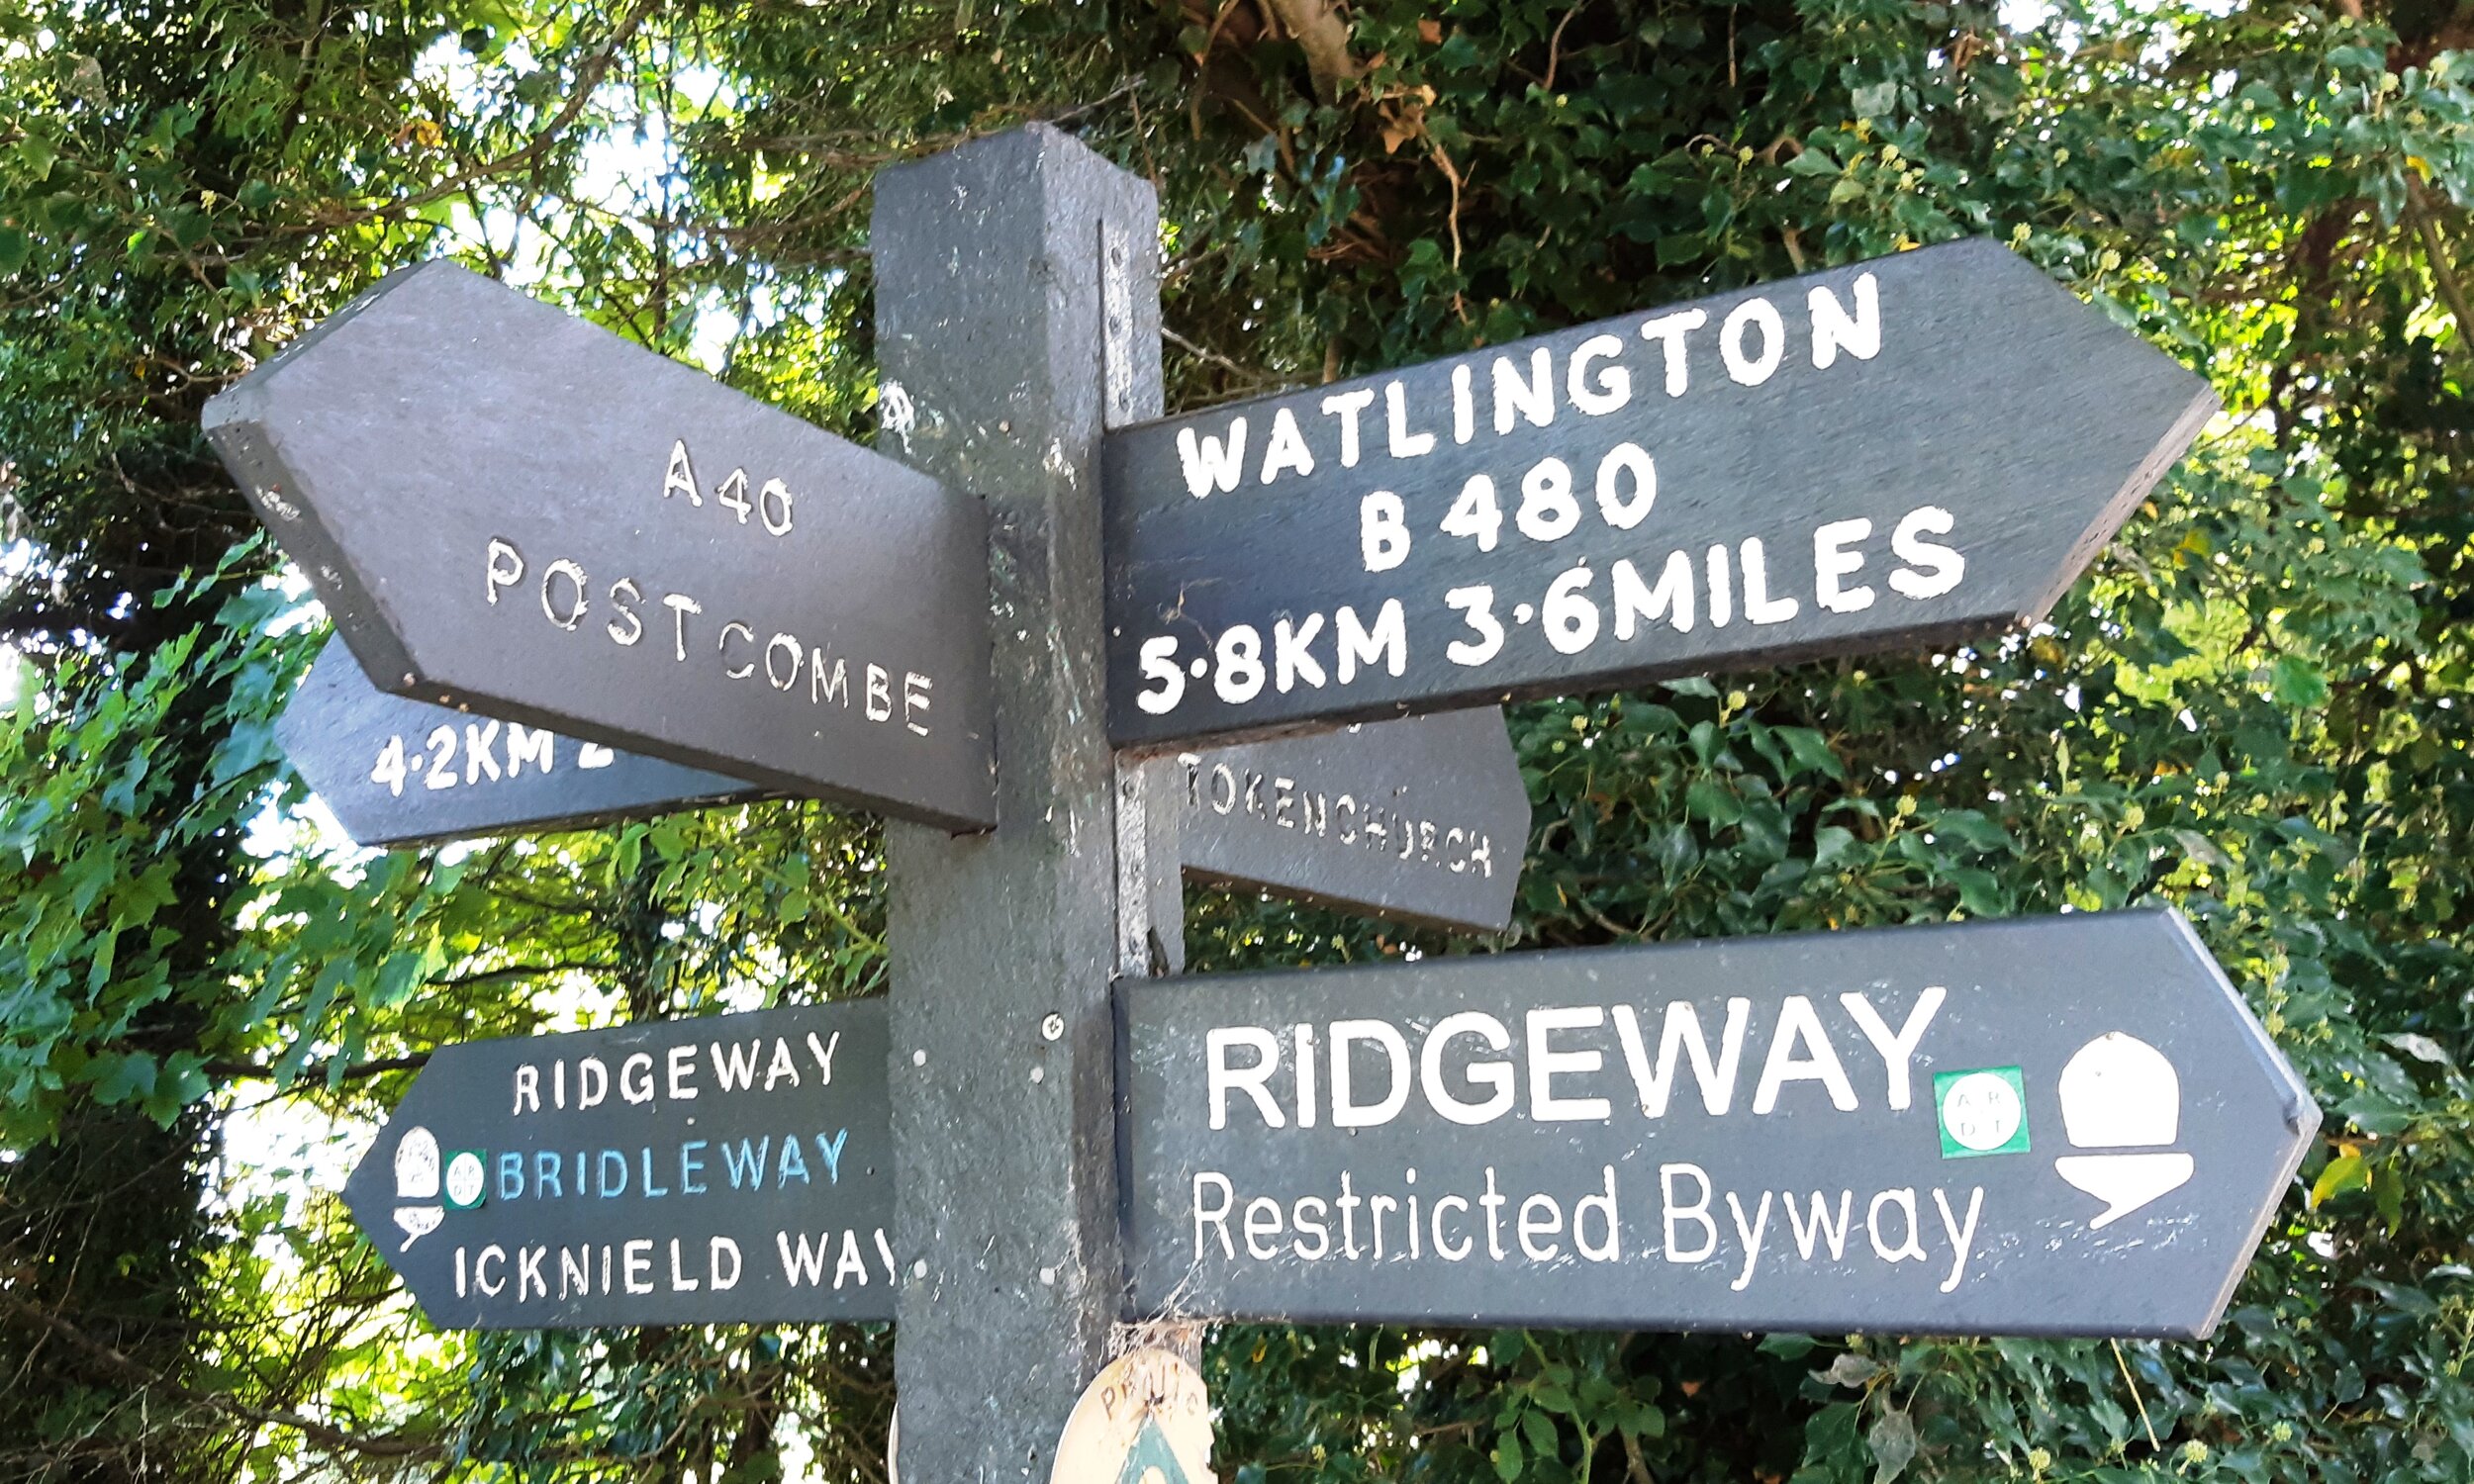 A40
POSTCOMBE
WATLINGTON
B480
5·8KM 3·6MILES
4·2KM
TOKENCHURCH
RIDGEWAY
BRIDLEWAY
ICKNIELD WAY
RIDGEWAY
Restricted Byway